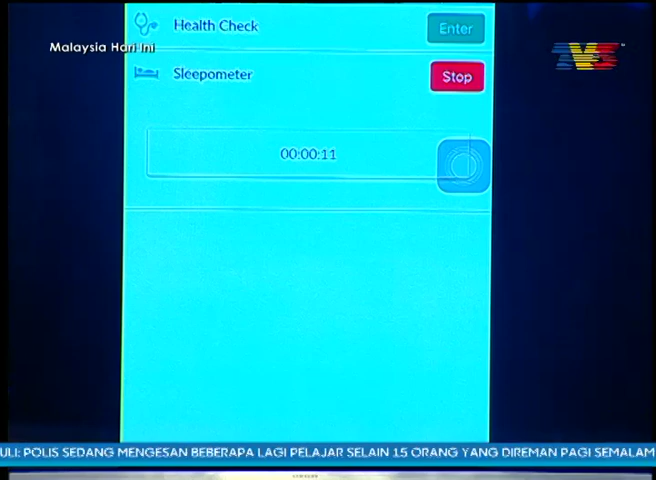 Health Check
Enter
Malaysia Hari Ini
TV3
Sleepometer
Stop
00:00:11
ULI: POLIS SEDANG MENGESAN BEBERAPA LAGI PELAJAR SELAIN 15 ORANG YANG DIREMAN PAGI SEMALAM